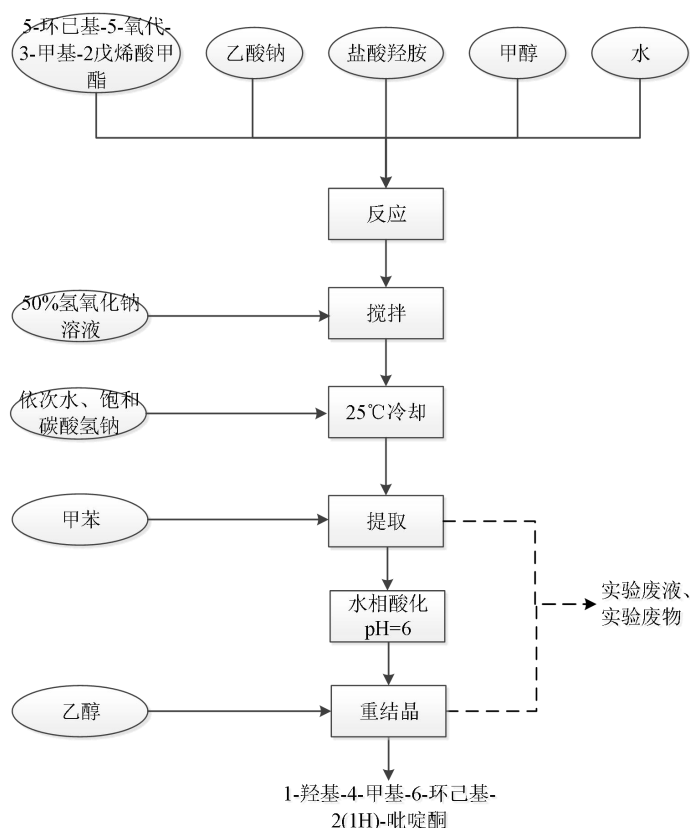 5-环己基-5-氧代-
3-甲基-2戊烯酸甲
酯
乙酸钠
盐酸羟胺
甲醇
水
反应
50%氢氧化钠
溶液
搅拌
依次水、饱和
碳酸氢钠
25℃冷却
甲苯
提取
实验废液、
实验废物
水相酸化
pH=6
乙醇
重结晶
1-羟基-4-甲基-6-环己基-
2(1H)-吡啶酮